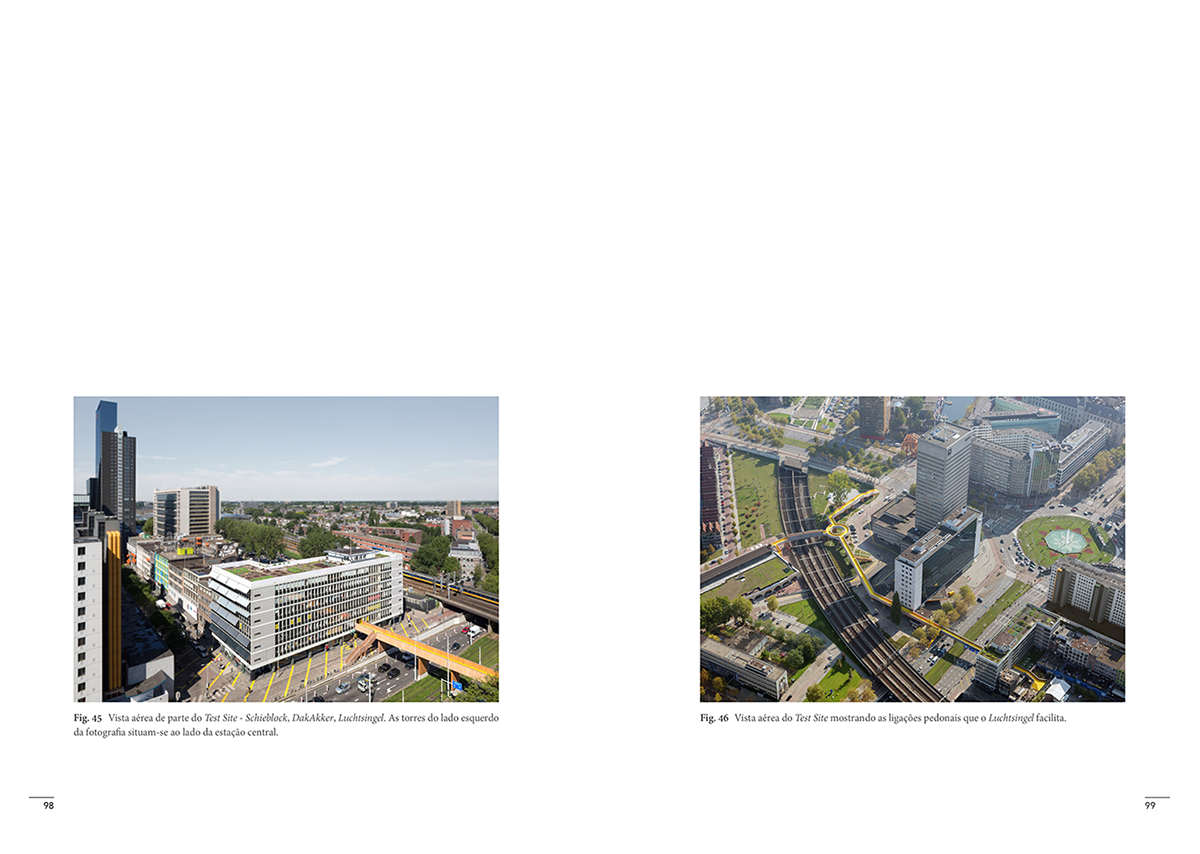 Fig. 45 Vista aérea de parte do Test Site - Schieblock, DakAkker, Luchtsingel. As torres do lado esquerdo
da fotografia situam-se ao lado da estação central.
Fig. 46 Vista aérea do Test Site mostrando as ligações pedonais que o Luchtsingel facilita.
98
99